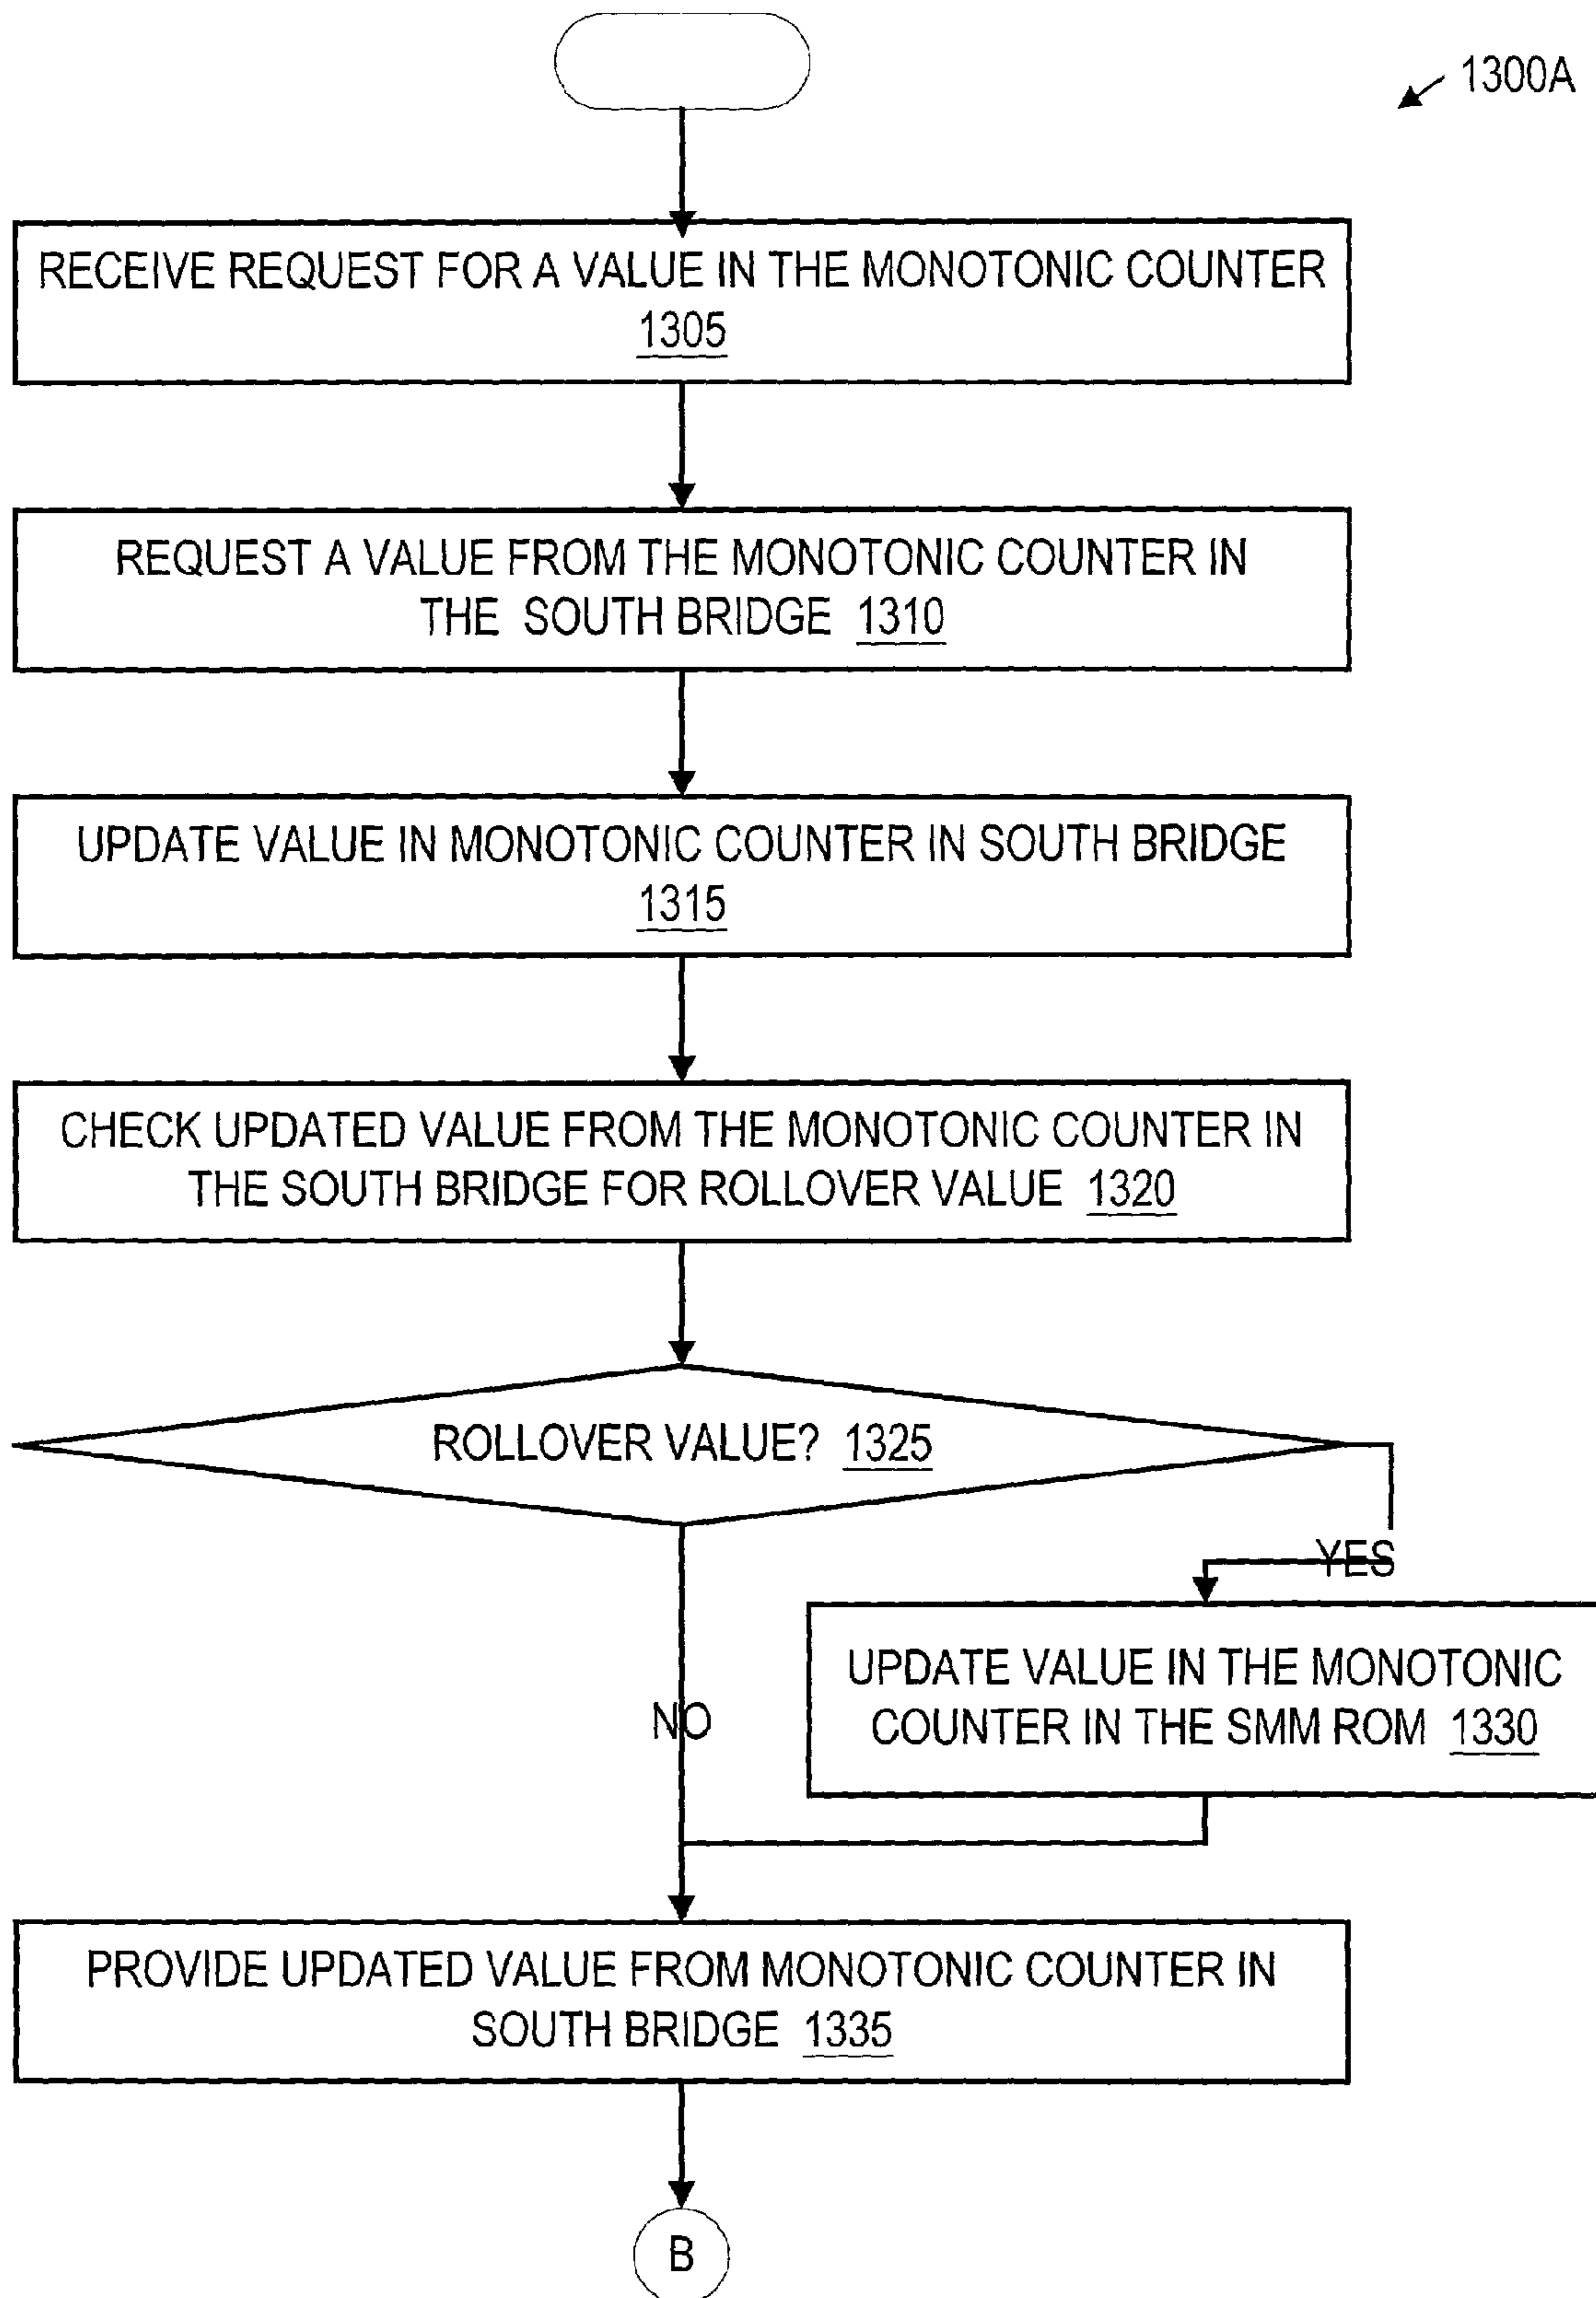 1300A
RECEIVE REQUEST FOR A VALUE IN THE MONOTONIC COUNTER
1305
REQUEST A VALUE FROM THE MONOTONIC COUNTER IN
THE SOUTH BRIDGE 1310
UPDATE VALUE IN MONOTONIC COUNTER IN SOUTH BRIDGE
1315
CHECK UPDATED VALUE FROM THE MONOTONIC COUNTER IN
THE SOUTH BRIDGE FOR ROLLOVER VALUE 1320
ROLLOVER VALUE? 1325
YES
UPDATE VALUE IN THE MONOTONIC
COUNTER IN THE SMM ROM 1330
NO
PROVIDE UPDATED VALUE FROM MONOTONIC COUNTER IN
SOUTH BRIDGE 1335
B